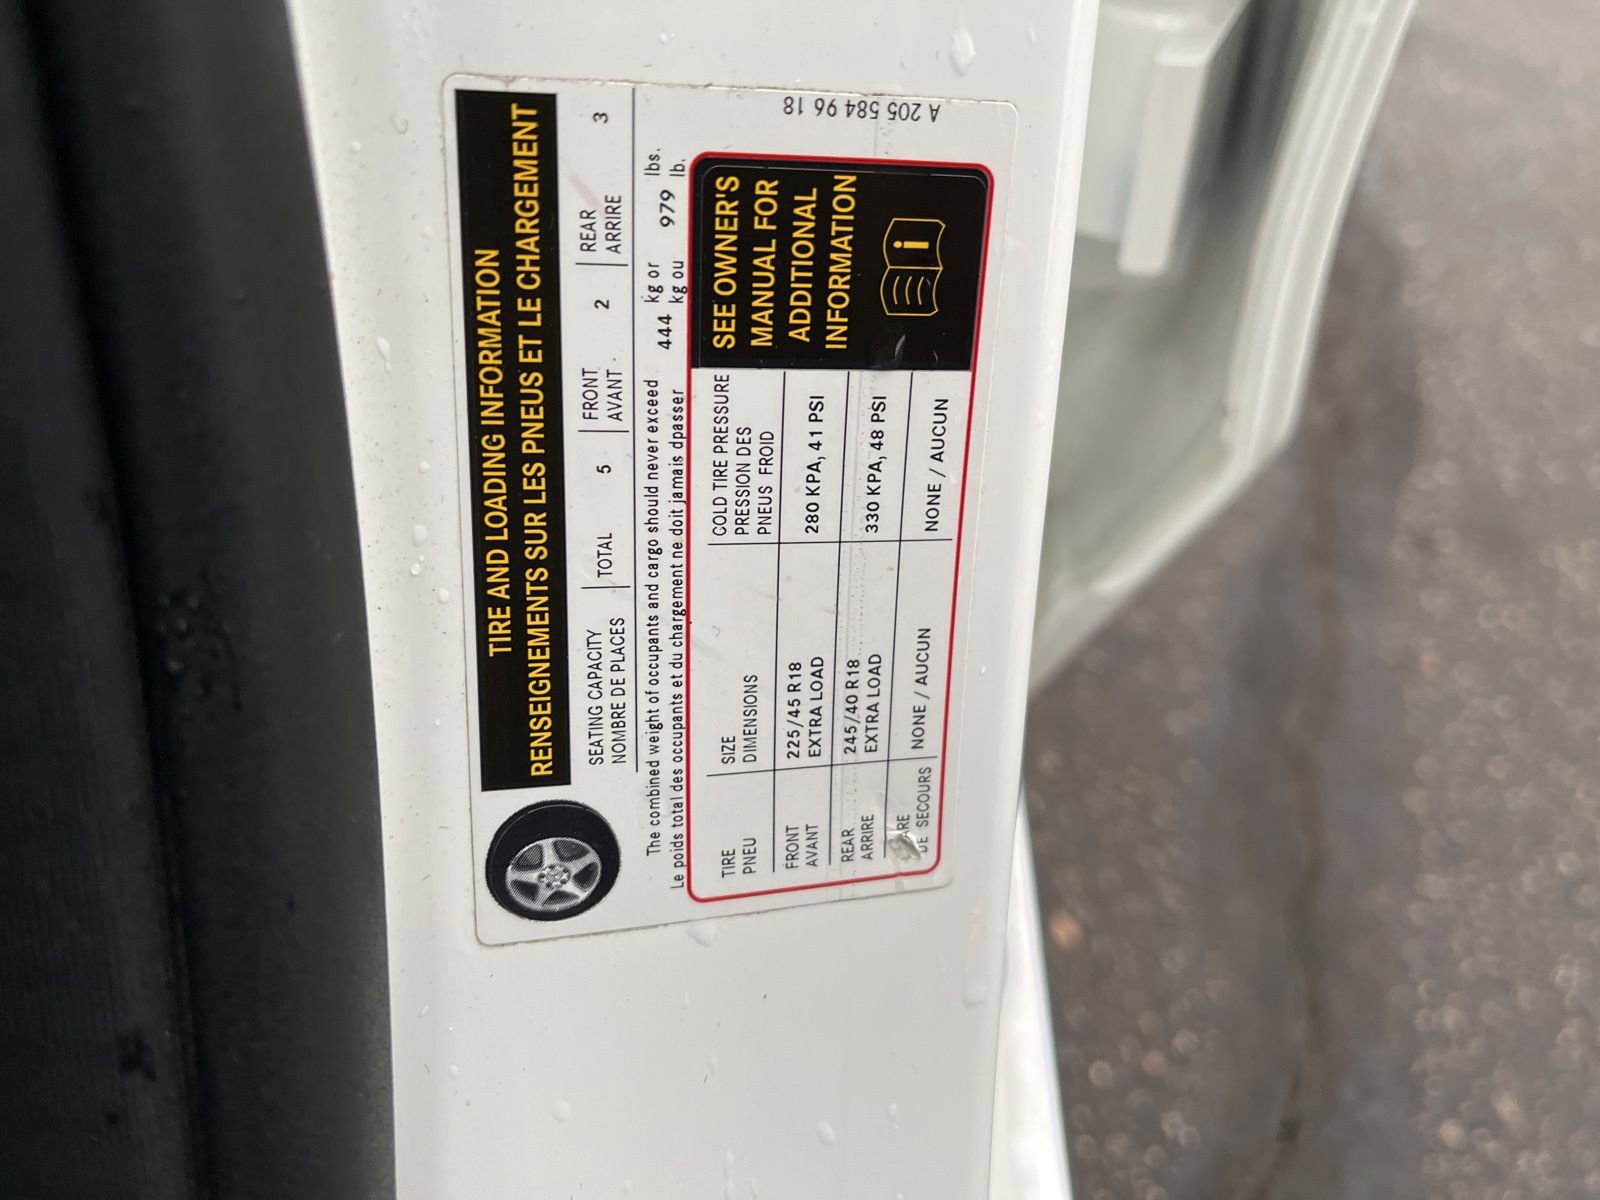 TIRE AND LOADING INFORMATION
RENSEIGNEMENTS SUR LES PNEUS ET LE CHARGEMENT
SEATING CAPACITY
NOMBRE DE PLACES
TOTAL 5
FRONT
AVANT
2
REAR
ARRIRE
3
The combined weight of occupants and cargo should never exceed 444 kg or 979 lbs.
Le poids total des occupants et du chargement ne doit jamais dpasser kg ou lb.
TIRE
PNEU
SIZE
DIMENSIONS
COLD TIRE PRESSURE
PRESSION DES
PNEUS FROID
FRONT
AVANT
225/45 R18
EXTRA LOAD
280 KPA, 41 PSI
REAR
ARRIRE
245/40 R18
EXTRA LOAD
330 KPA, 48 PSI
DE SECOURS
NONE / AUCUN
NONE / AUCUN
SEE OWNER'S
MANUAL FOR
ADDITIONAL
INFORMATION
i
A 205 584 96 18